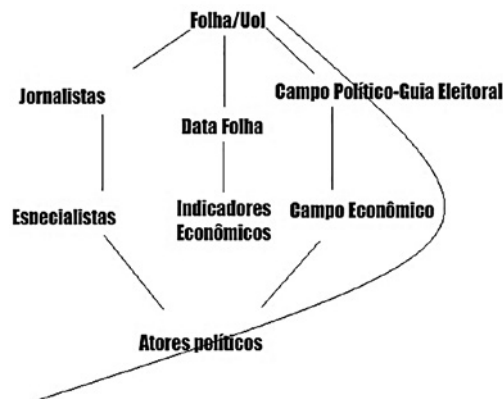 Folha/Uol
Jornalistas
Campo Político-Guia Eleitoral
Data Folha
Especialistas
Indicadores
Econômicos
Campo Econômico
Atores políticos